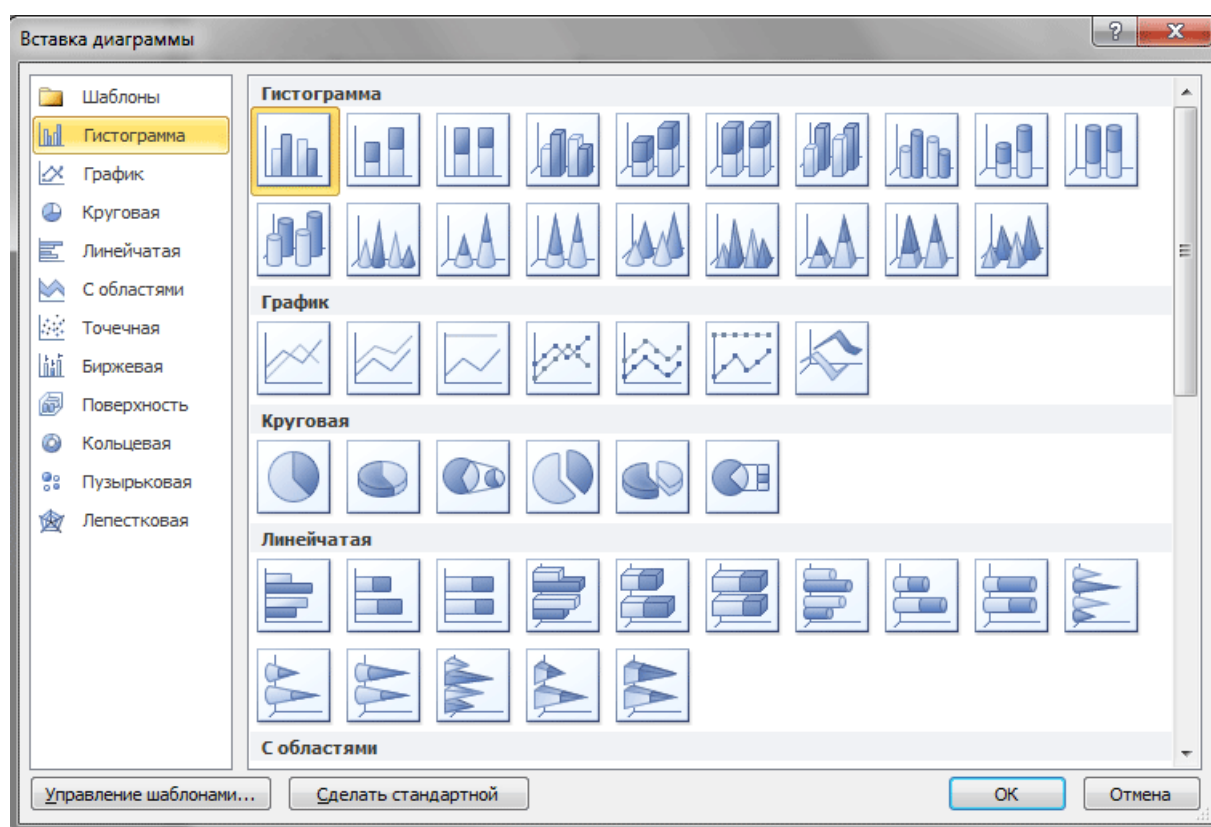 Вставка диаграммы
Шаблоны
Гистограмма
График
Круговая
Линейчатая
С областями
Точечная
Биржевая
Поверхность
Кольцевая
Пузырьковая
Лепестковая
Гистограмма
График
Круговая
Линейчатая
С областями
Управление шаблонами...
Сделать стандартной
ОК
Отмена